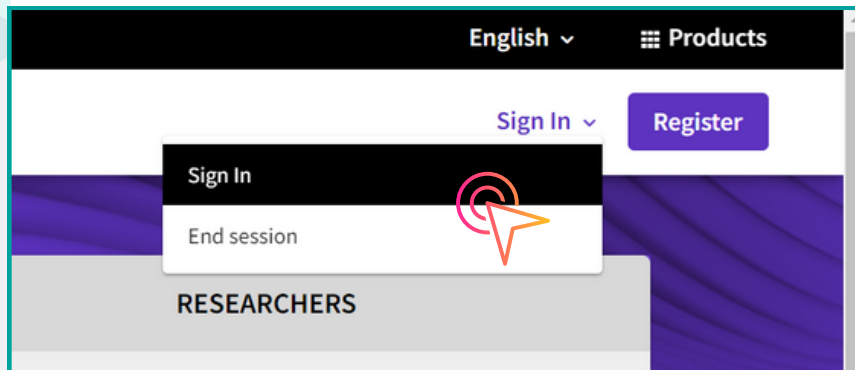 English Products
Sign In Register
Sign In
End session
RESEARCHERS